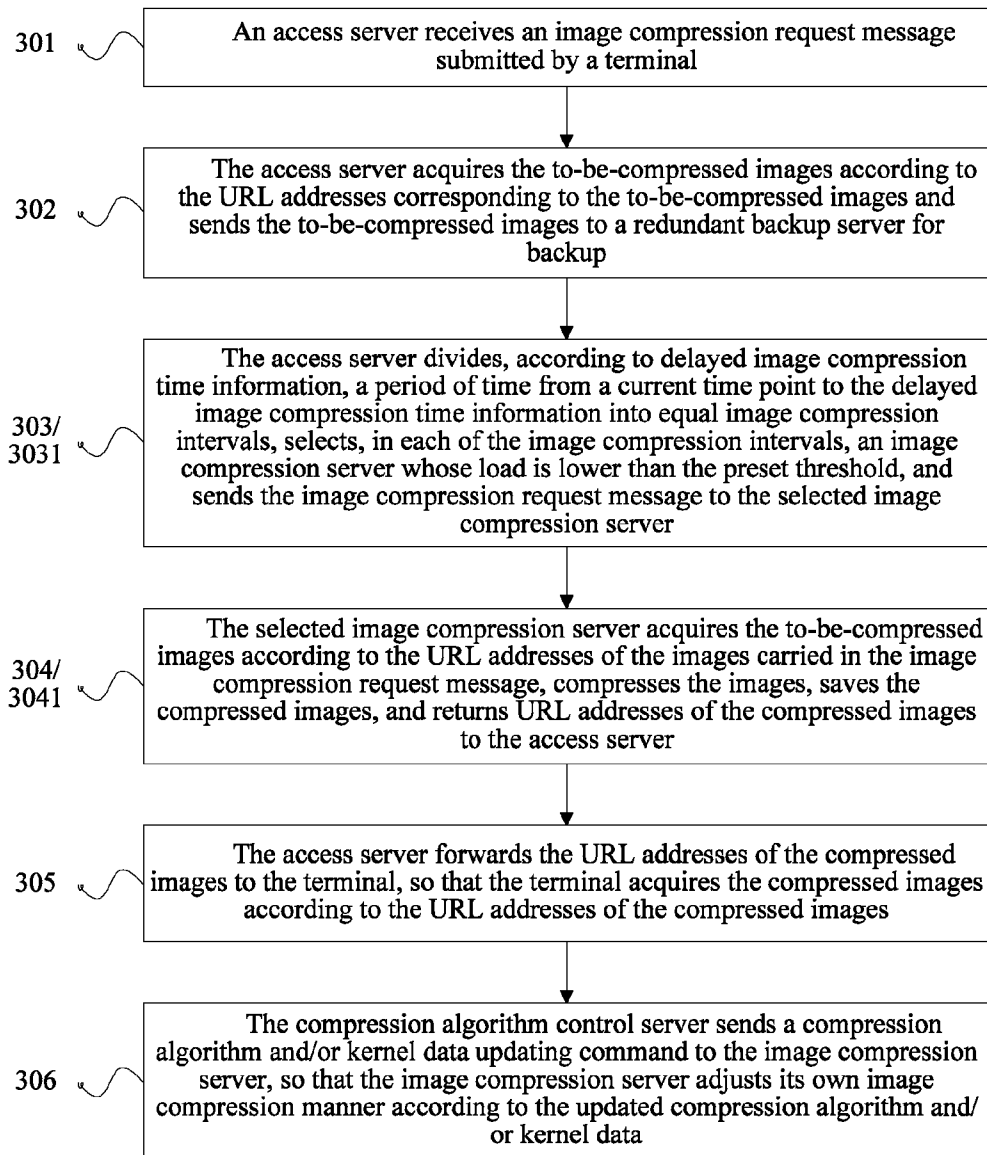 301
An access server receives an image compression request message
submitted by a terminal
302
The access server acquires the to-be-compressed images according to
the URL addresses corresponding to the to-be-compressed images and
sends the to-be-compressed images to a redundant backup server for
backup
303/
3031
The access server divides, according to delayed image compression
time information, a period of time from a current time point to the delayed
image compression time information into equal image compression
intervals, selects, in each of the image compression intervals, an image
compression server whose load is lower than the preset threshold, and
sends the image compression request message to the selected image
compression server
304/
3041
The selected image compression server acquires the to-be-compressed
images according to the URL addresses of the images carried in the image
compression request message, compresses the images, saves the
compressed images, and returns URL addresses of the compressed images
to the access server
305
The access server forwards the URL addresses of the compressed
images to the terminal, so that the terminal acquires the compressed images
according to the URL addresses of the compressed images
306
The compression algorithm control server sends a compression
algorithm and/or kernel data updating command to the image compression
server, so that the image compression server adjusts its own image
compression manner according to the updated compression algorithm and/
or kernel data